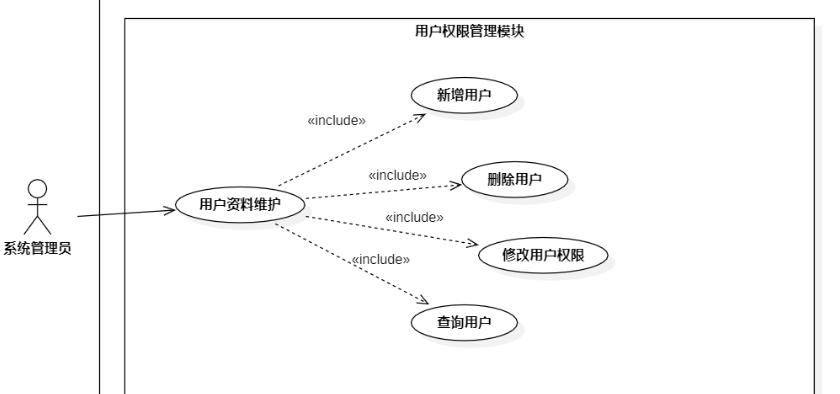 用户权限管理模块
新增用户
«include»
«include»
删除用户
用户资料维护
«include»
系统管理员
修改用户权限
«include»
查询用户